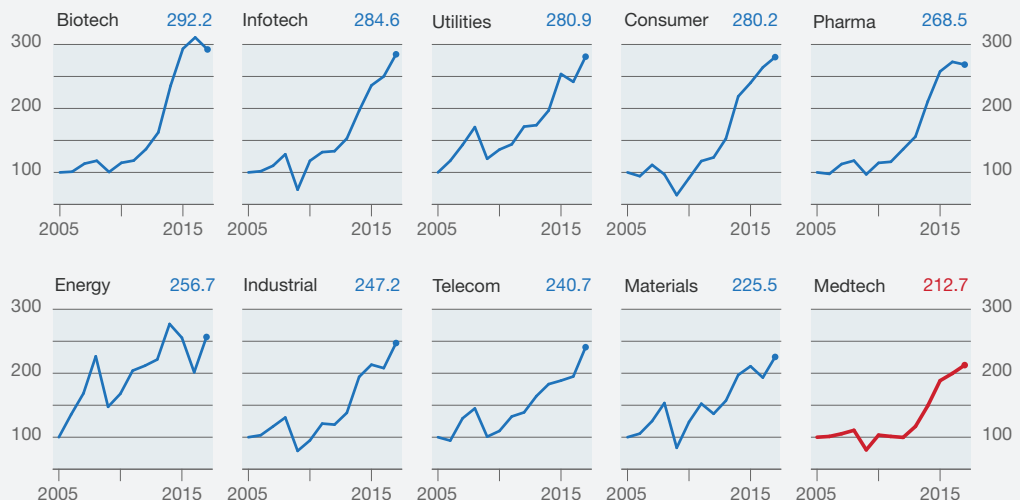 Biotech 292.2 Infotech 284.6 Utilities 280.9 Consumer 280.2 Pharma 268.5
300 300
200 200
100 100
2005 2015 2005 2015 2005 2015 2005 2015 2005 2015
Energy 256.7 Industrial 247.2 Telecom 240.7 Materials 225.5 Medtech 212.7
300 300
200 200
100 100
2005 2015 2005 2015 2005 2015 2005 2015 2005 2015